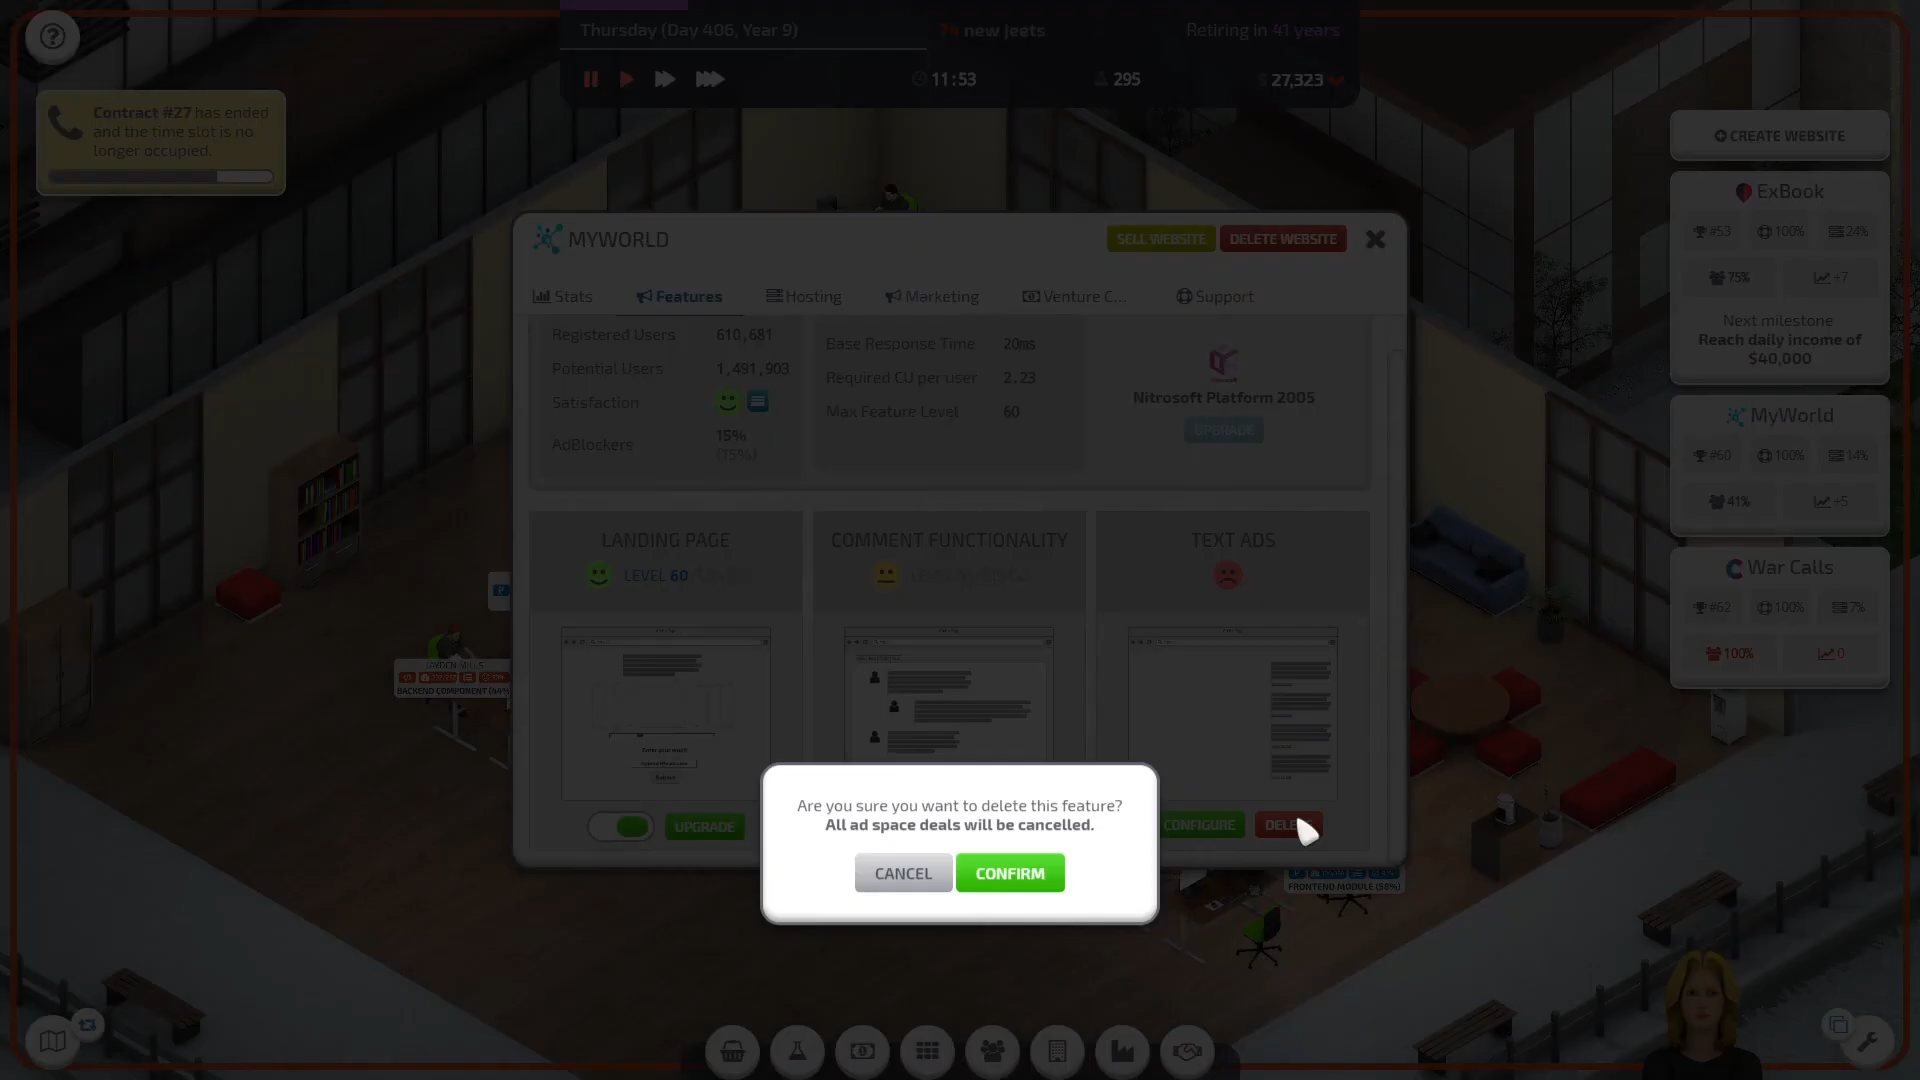 Thursday (Day 406, Year 9)
new jeets
Retiring in 41 years
11:53
295
$ 27,323
Contract #27 has ended
and the time slot is no
longer occupied.
MYWORLD
SELL WEBSITE
DELETE WEBSITE
Stats
Features
Hosting
Marketing
Venture C...
Support
Registered Users 610,681
Potential Users 1,491,903
Satisfaction
AdBlockers 15%
(15%)
Base Response Time 20ms
Required CU per user 2.23
Max Feature Level 60
Nitrosoft Platform 2005
UPGRADE
LANDING PAGE
LEVEL 60
COMMENT FUNCTIONALITY
TEXT ADS
UPGRADE
CONFIGURE
Are you sure you want to delete this feature?
All ad space deals will be cancelled.
CANCEL
CONFIRM
BACKEND COMPONENT (44%
FRONTEND MODULE (58%)
CREATE WEBSITE
ExBook
#53
100%
24%
75%
+7
Next milestone
Reach daily income of
$40,000
MyWorld
#60
100%
14%
41%
+5
War Calls
#62
100%
7%
100%
0